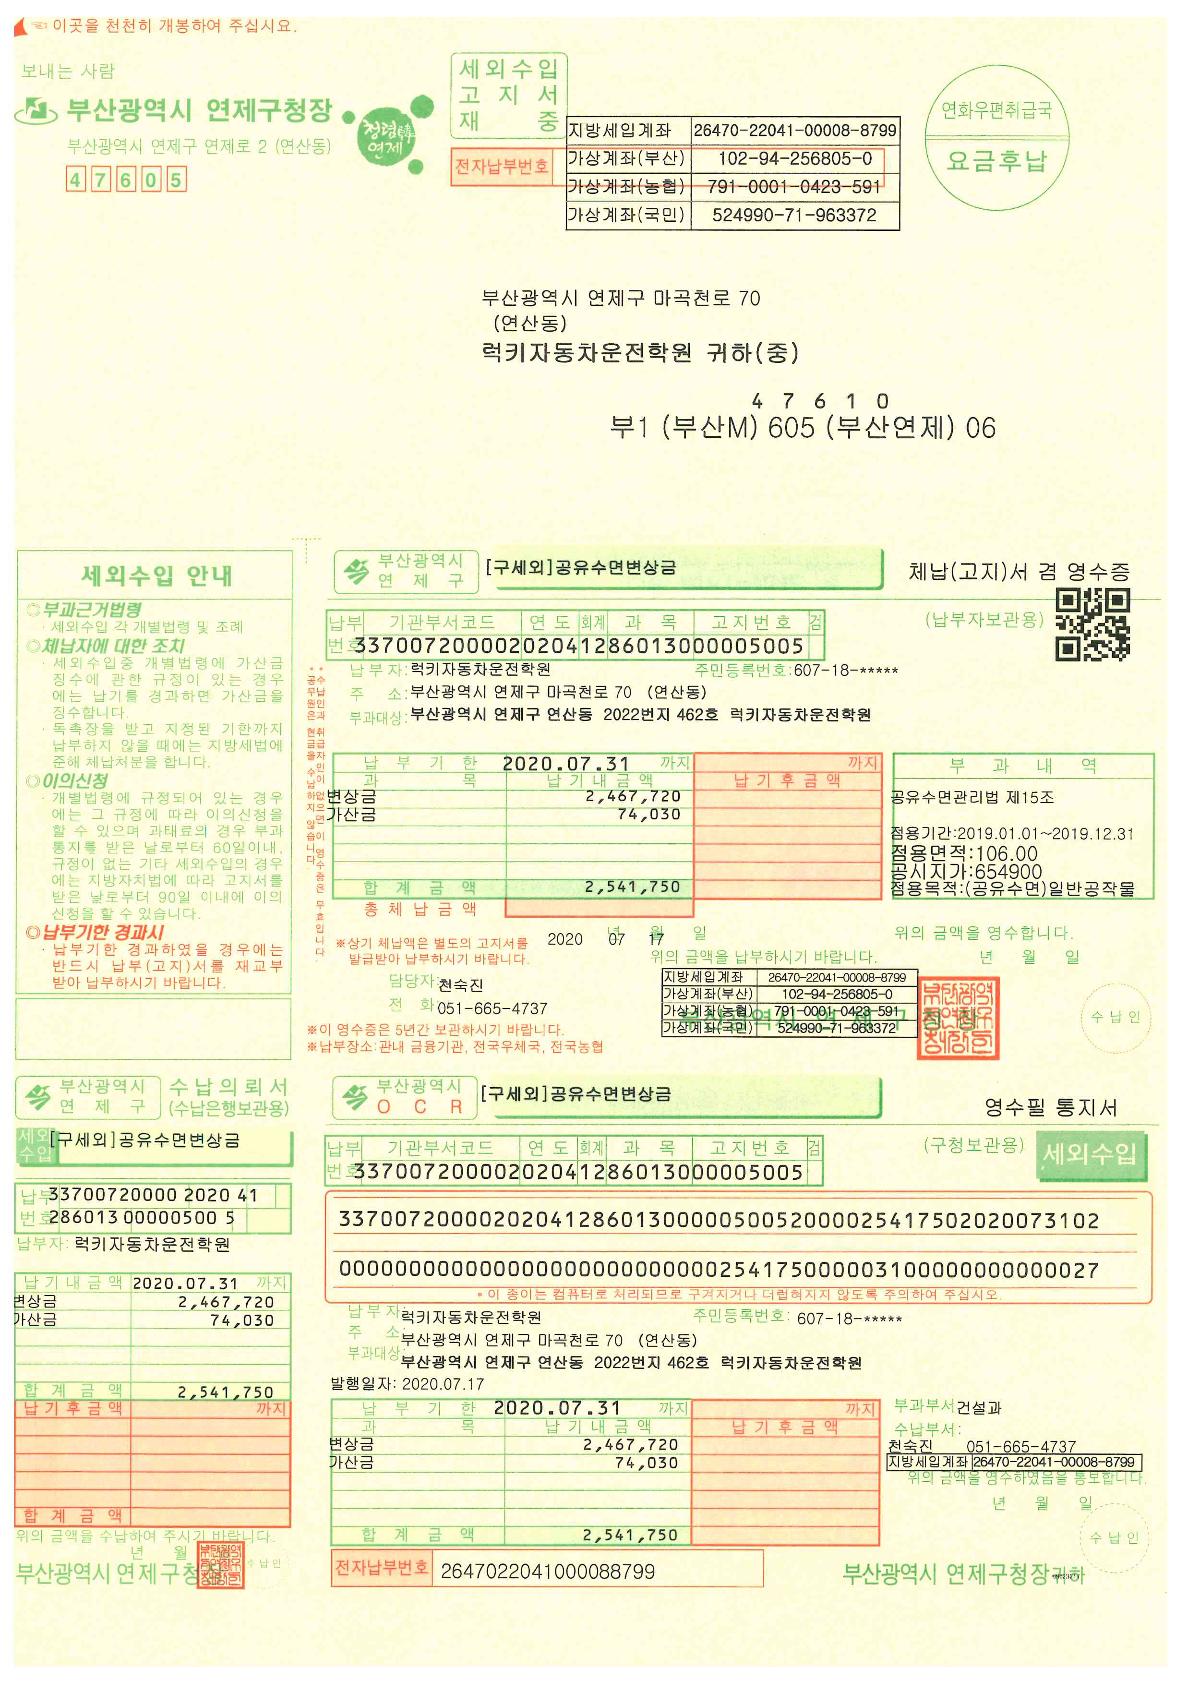 ☜ 이곳을 천천히 개봉하여 주십시요.
보내는 사람
부산광역시 연제구청장
부산광역시 연제구 연제로 2 (연산동)
4 7 6 0 5
청렴
연제
세외수입
고지서
재중
전자납부번호
지방세입계좌 26470-22041-00008-8799
가상계좌(부산) 102-94-256805-0
가상계좌(농협) 791-0001-0423-591
가상계좌(국민) 524990-71-963372
연화우편취급국
요금후납
부산광역시 연제구 마곡천로 70
(연산동)
럭키자동차운전학원 귀하(중)
4 7 6 1 0
부1 (부산M) 605 (부산연제) 06
세외수입 안내
◎부과근거법령
· 세외수입 각 개별법령 및 조례
◎체납자에 대한 조치
· 세외수입중 개별법령에 가산금
징수에 관한 규정이 있는 경우
에는 납기를 경과하면 가산금을
징수합니다.
· 독촉장을 받고 지정된 기한까지
납부하지 않을 때에는 지방세법에
준해 체납처분을 합니다.
◎이의신청
· 개별법령에 규정되어 있는 경우
에는 그 규정에 따라 이의신청을
할 수 있으며 과태료의 경우 부과
통지를 받은 날로부터 60일이내,
규정이 없는 기타 세외수입의 경우
에는 지방자치법에 따라 고지서를
받은 날로부터 90일 이내에 이의
신청을 할 수 있습니다.
◎납부기한 경과시
· 납부기한 경과하였을 경우에는
반드시 납부(고지)서를 재교부
받아 납부하시기 바랍니다.
*수납인과 취급자인이 없으면 이 영수증은 무효입니다.
*공무원은 현금을 수납하지 않습니다.
부산광역시
연제구
[구세외]공유수면변상금
체납(고지)서 겸 영수증
(납부자보관용)
납부번호 기관부서코드 연도 회계 과목 고지번호 검
337007200002020412860130000050​05
납부자:럭키자동차운전학원 주민등록번호:607-18-*****
주 소:부산광역시 연제구 마곡천로 70 (연산동)
부과대상:부산광역시 연제구 연산동 2022번지 462호 럭키자동차운전학원
납부기한 2020.07.31 까지 까지
과목 납기내금액 납기후금액
변상금 2,467,720
가산금 74,030
합계금액 2,541,750
총체납금액
부과내역
공유수면관리법 제15조
점용기간:2019.01.01~2019.12.31
점용면적:106.00
공시지가:654900
점용목적:(공유수면)일반공작물
※상기 체납액은 별도의 고지서를
발급받아 납부하시기 바랍니다.
2020 년 07 월 17 일
위의 금액을 납부하시기 바랍니다.
위의 금액을 영수합니다.
년 월 일
담당자:천숙진
전 화 051-665-4737
지방세입계좌 26470-22041-00008-8799
가상계좌(부산) 102-94-256805-0
가상계좌(농협) 791-0001-0423-591
가상계좌(국민) 524990-71-963372
부산광역시 연제구청장
수납인
※이 영수증은 5년간 보관하시기 바랍니다.
※납부장소:관내 금융기관, 전국우체국, 전국농협
부산광역시
연제구
수납의뢰서
(수납은행보관용)
세외수입
[구세외]공유수면변상금
납부번호
33700720000 2020 41
286013 00000500 5
납부자: 럭키자동차운전학원
납기내금액 2020.07.31 까지
변상금 2,467,720
가산금 74,030
합계금액 2,541,750
납기후금액 까지
합계금액
위의 금액을 수납하여 주시기 바랍니다.
년 월
부산광역시 연제구청장
수납인
부산광역시
O C R
[구세외]공유수면변상금
영수필 통지서
(구청보관용)
세외수입
납부번호 기관부서코드 연도 회계 과목 고지번호 검
33700720000202041286013000005005
337007200002020412860130000050052000025417502020073102
000000000000000000000000000254175000003100000000000027
* 이 종이는 컴퓨터로 처리되므로 구겨지거나 더럽혀지지 않도록 주의하여 주십시오.
납부자:럭키자동차운전학원 주민등록번호: 607-18-*****
주 소:부산광역시 연제구 마곡천로 70 (연산동)
부과대상:부산광역시 연제구 연산동 2022번지 462호 럭키자동차운전학원
발행일자: 2020.07.17
납부기한 2020.07.31 까지 까지
과목 납기내금액 납기후금액
변상금 2,467,720
가산금 74,030
합계금액 2,541,750
부과부서:건설과
수납부서:
천숙진 051-665-4737
지방세입계좌 26470-22041-00008-8799
위의 금액을 영수하였음을 통보합니다.
년 월 일
수납인
전자납부번호 2647022041000088799
부산광역시 연제구청장귀하